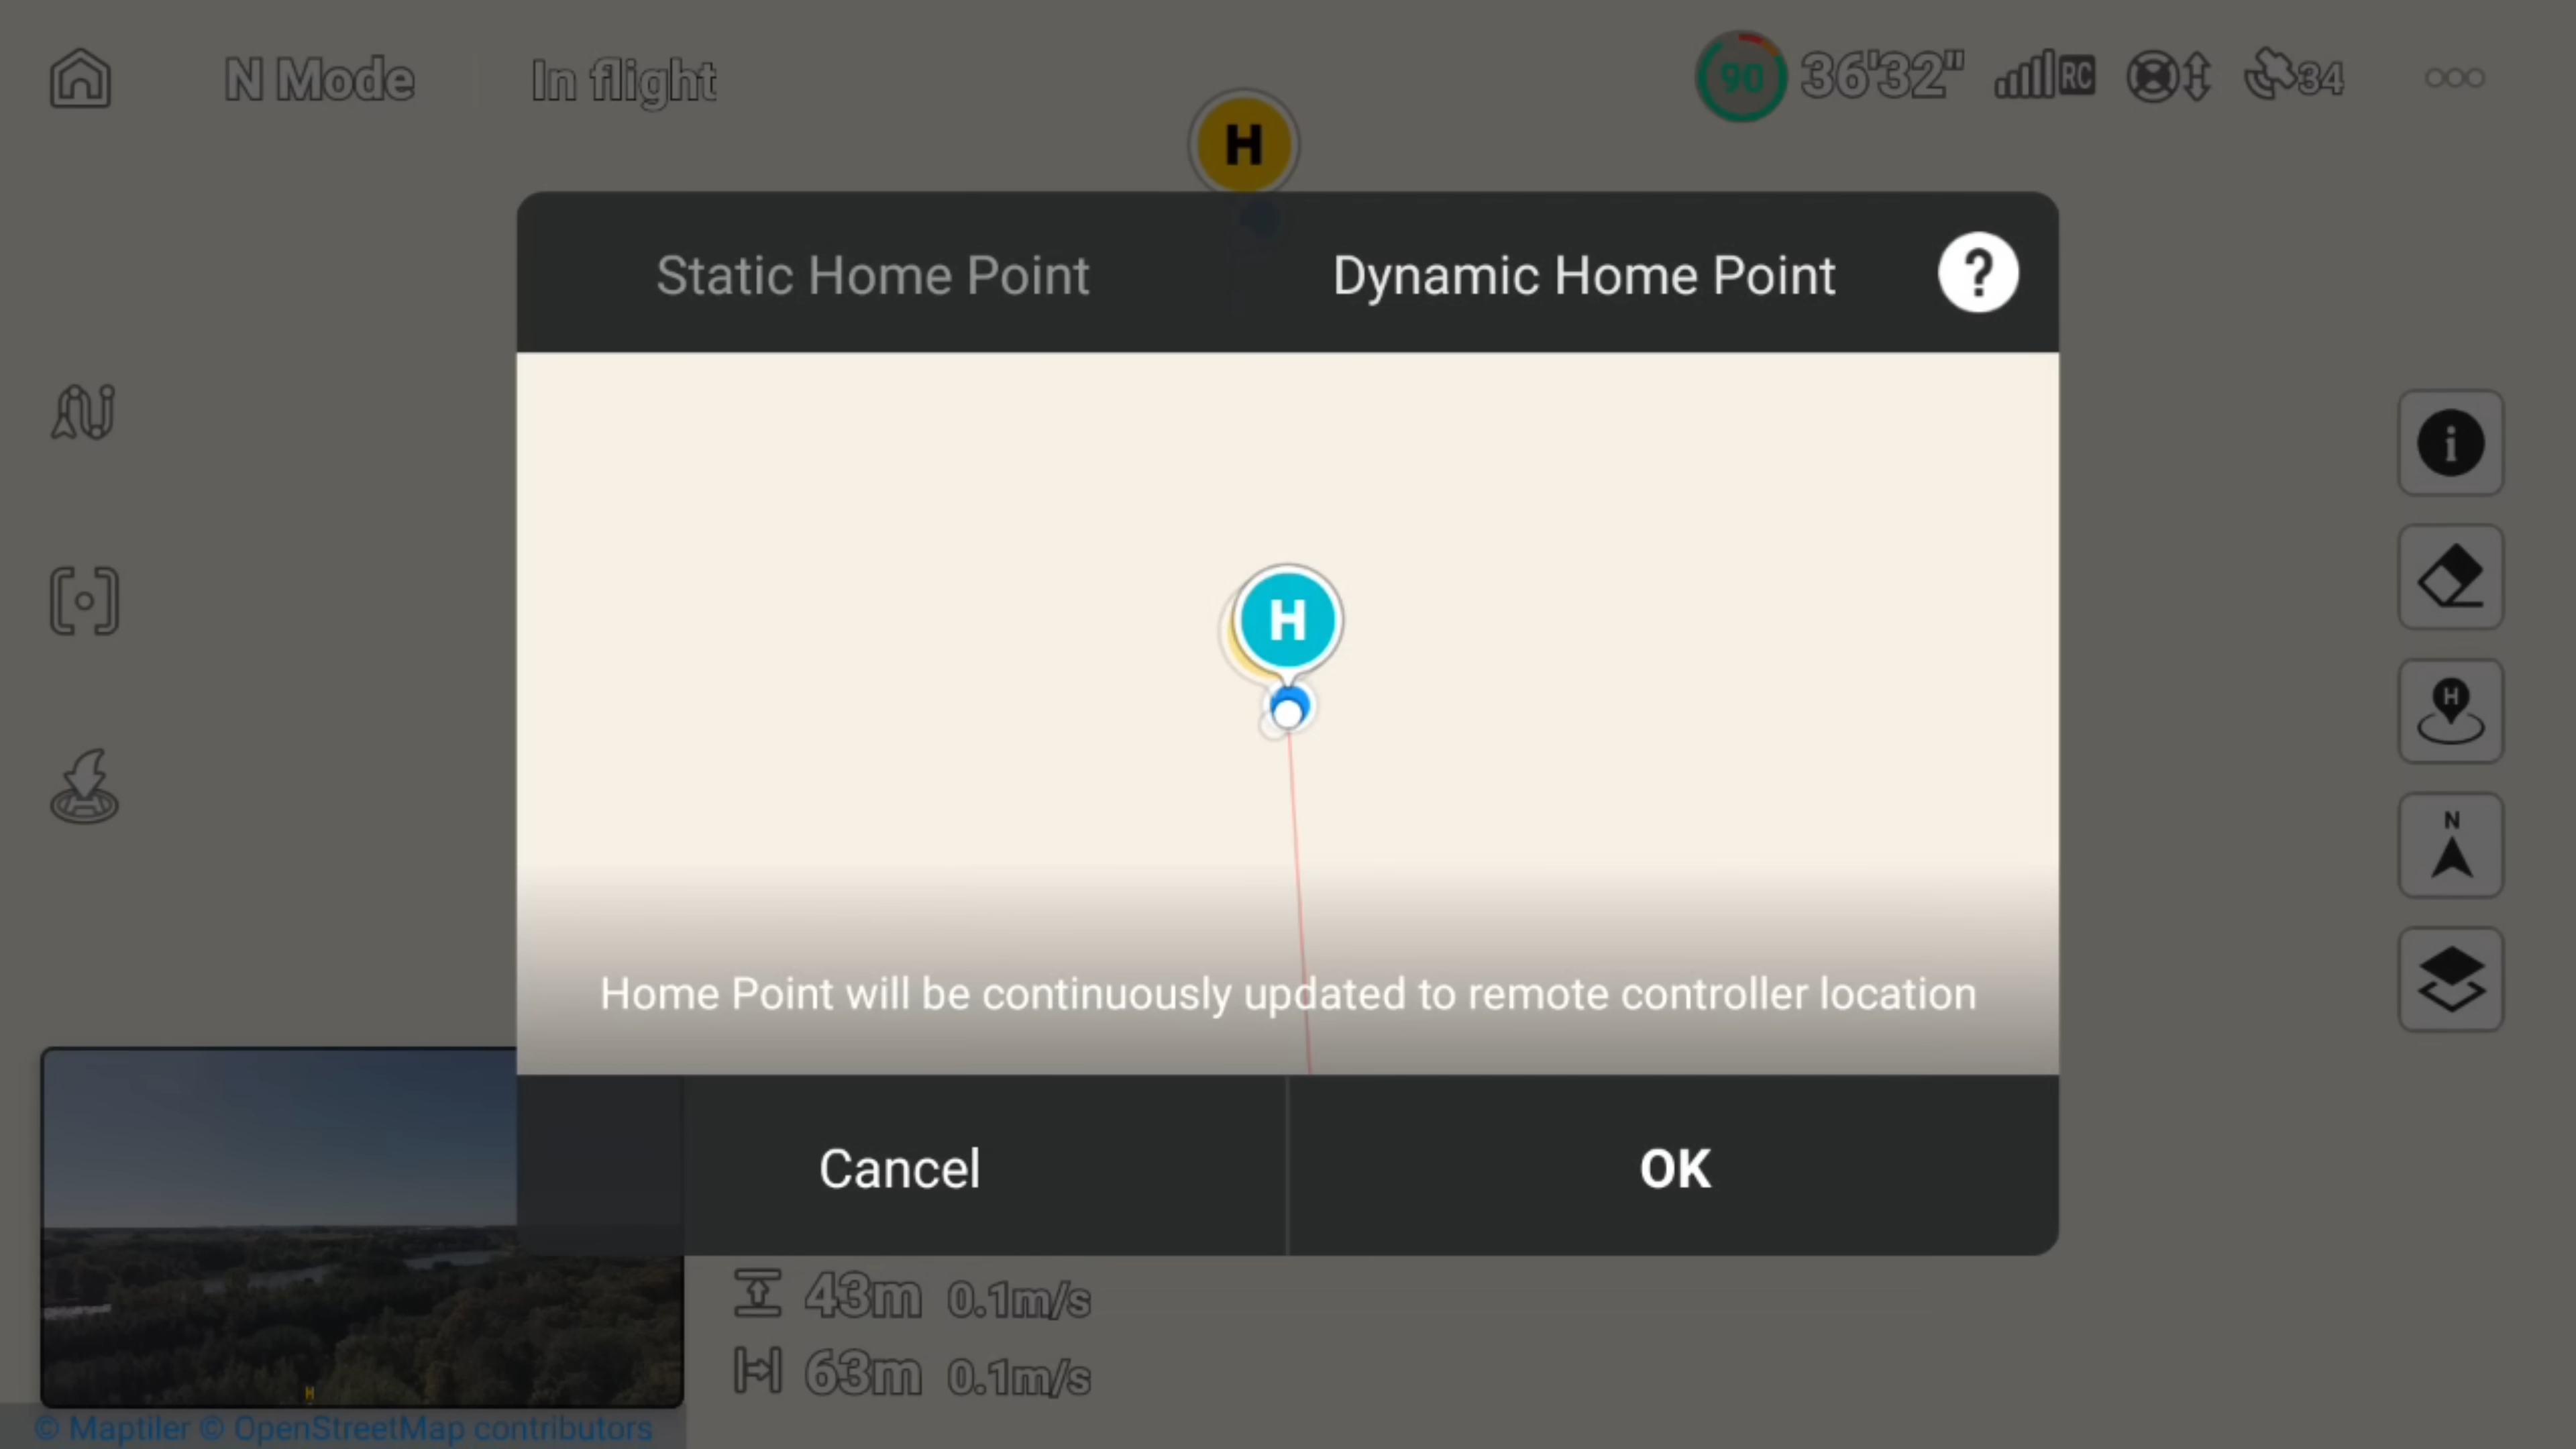 N Mode In flight 90 36'32" RC 34
H
Static Home Point Dynamic Home Point ?
i
H
H
N
Home Point will be continuously updated to remote controller location
Cancel OK
43m 0.1m/s
63m 0.1m/s
H
© Maptiler © OpenStreetMap contributors